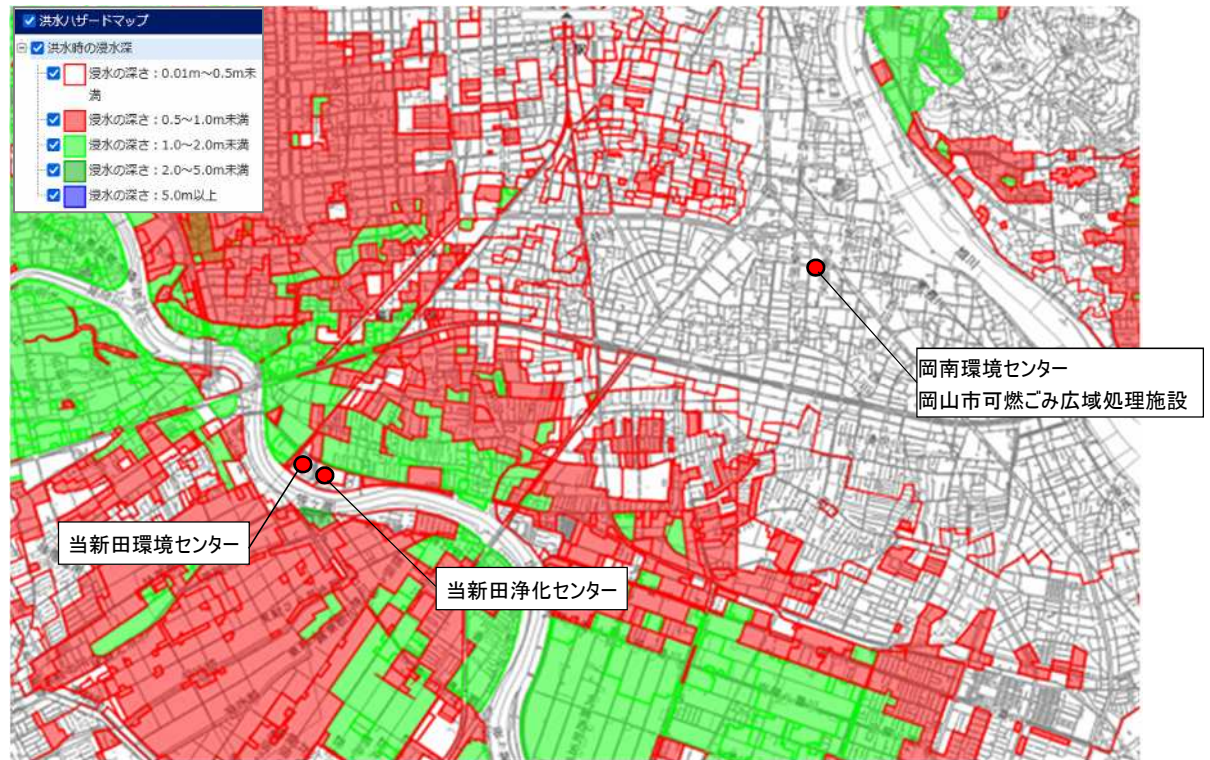 洪水ハザードマップ
洪水時の浸水深
浸水の深さ：0.01m～0.5m未
満
浸水の深さ：0.5～1.0m未満
浸水の深さ：1.0～2.0m未満
浸水の深さ：2.0～5.0m未満
浸水の深さ：5.0m以上
岡南環境センター
岡山市可燃ごみ広域処理施設
当新田環境センター
当新田浄化センター